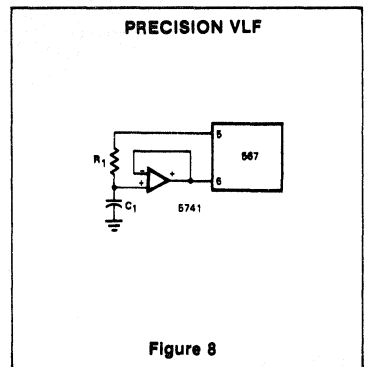 PRECISION VLF
5
567
R1
- +
+
6
C1
5741
Figure 8